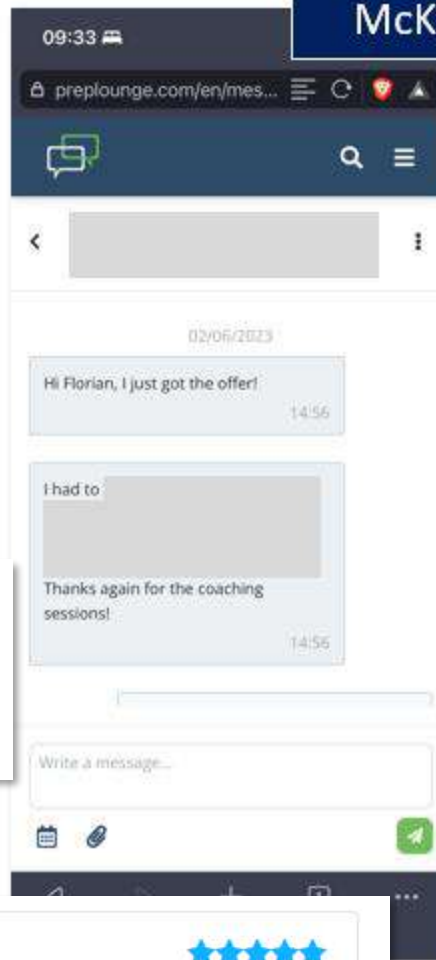 McK
09:33
preplounge.com/en/mes...
02/06/2023
Hi Florian, I just got the offer!
14:56
I had to
Thanks again for the coaching
sessions!
14:56
Write a message...